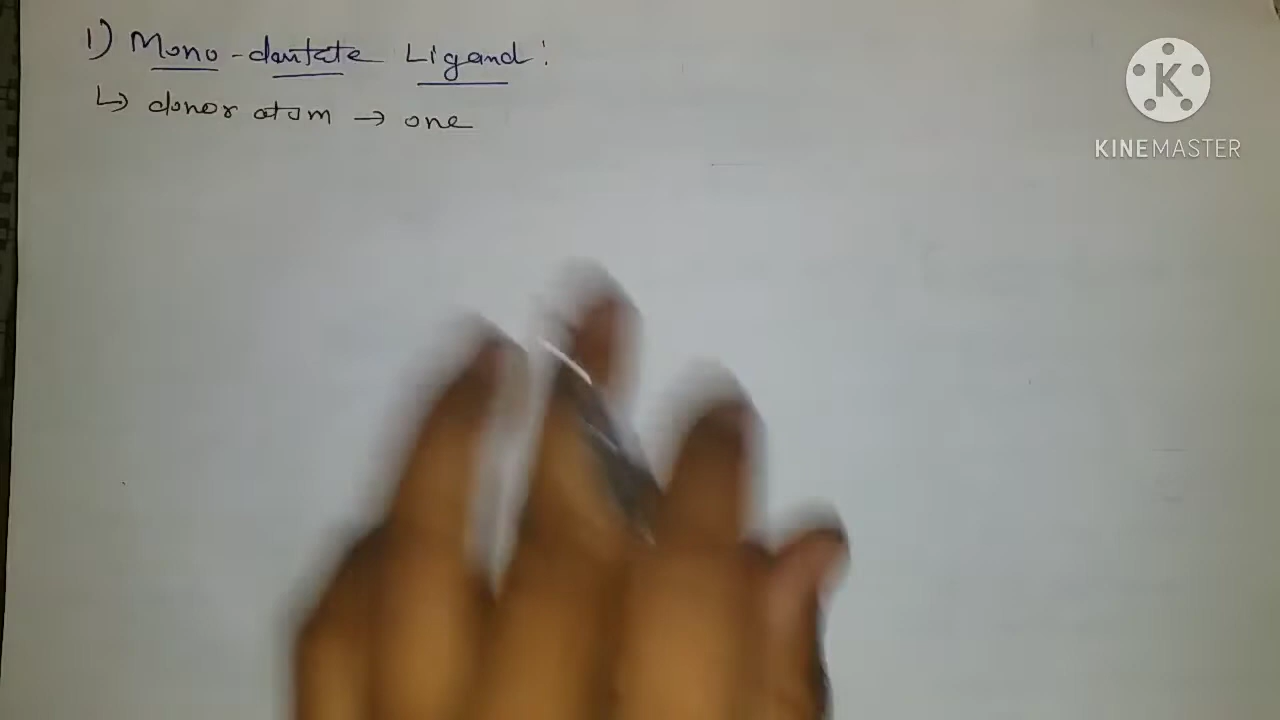 1) Mono-dentate Ligand:
↳ donor atom → one
K
KINEMASTER